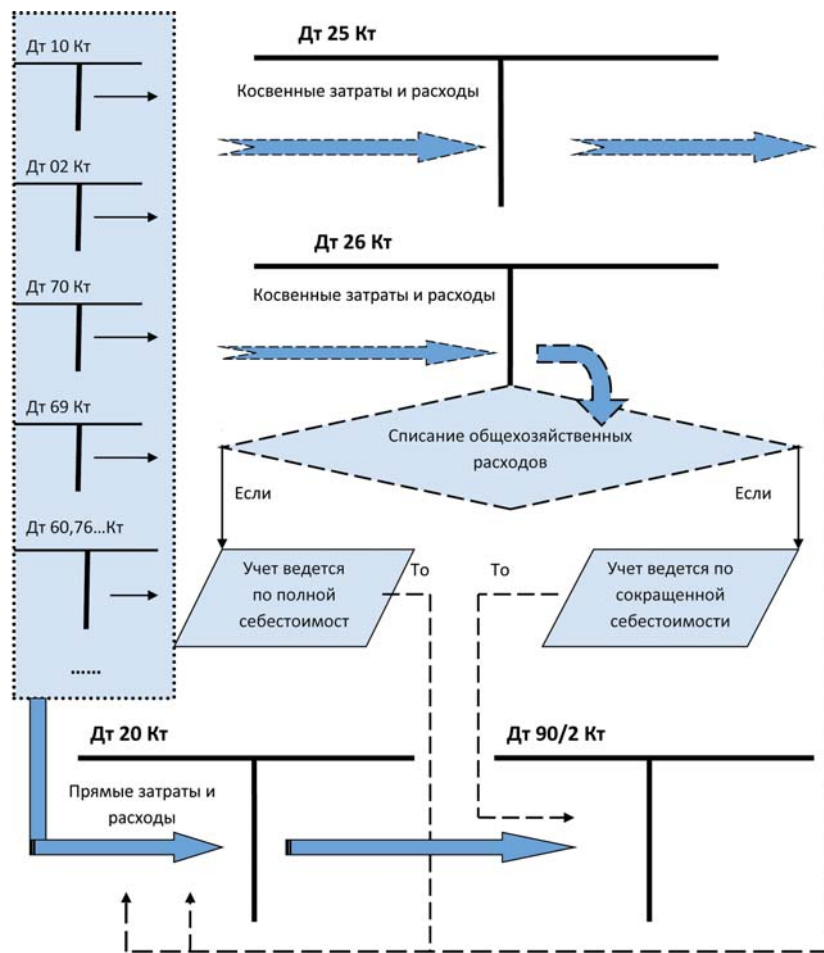 Дт 10 Кт
Дт 02 Кт
Дт 70 Кт
Дт 69 Кт
Дт 60,76...Кт
......
Дт 25 Кт
Косвенные затраты и расходы
Дт 26 Кт
Косвенные затраты и расходы
Списание общехозяйственных
расходов
Если
Если
Учет ведется
по полной
себестоимост
То
То
Учет ведется по
сокращенной
себестоимости
Дт 20 Кт
Прямые затраты и
расходы
Дт 90/2 Кт